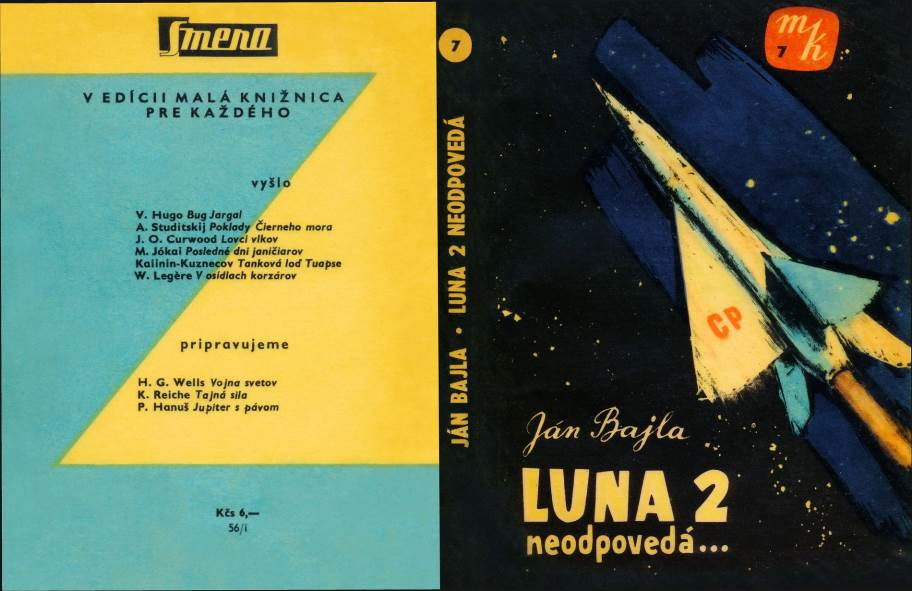 Smena
V EDÍCII MALÁ KNIŽNICA
PRE KAŽDÉHO
vyšlo
V. Hugo Bug Jargal
A. Studitskij Poklady Čierneho mora
J. O. Curwood Lovci vlkov
M. Jókai Posledné dni janičiarov
Kalinin-Kuznecov Tanková loď Tuapse
W. Legère V osídlach korzárov
pripravujeme
H. G. Wells Vojna svetov
K. Reiche Tajná sila
P. Hanuš Jupiter s pávom
Kčs 6,—
56/I
7
JÁN BAJLA • LUNA 2 NEODPOVEDÁ
mk
7
CP
Ján Bajla
LUNA 2
neodpovedá...